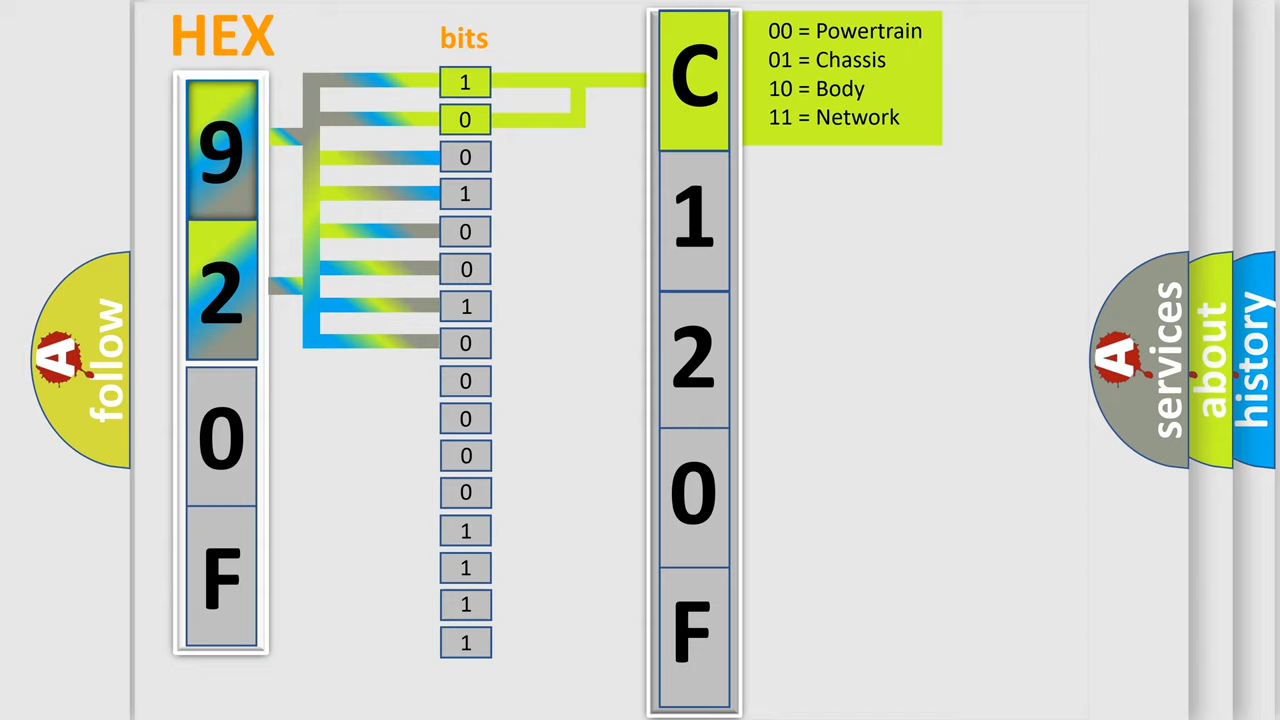 HEX
bits
9
2
0
F
1
0
0
1
0
0
1
0
0
0
0
0
1
1
1
1
C
1
2
0
F
00 = Powertrain
01 = Chassis
10 = Body
11 = Network
A
follow
A
services
about
history